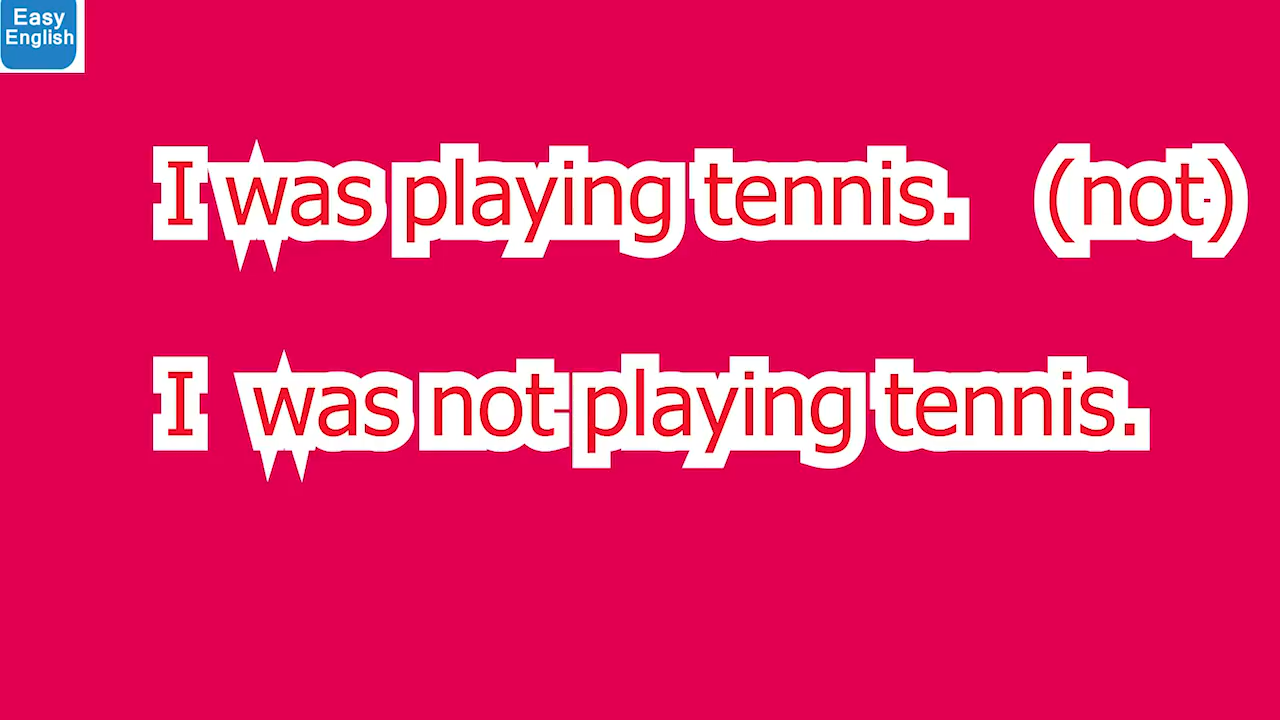 Easy
English
I was playing tennis. (not)
I was not playing tennis.